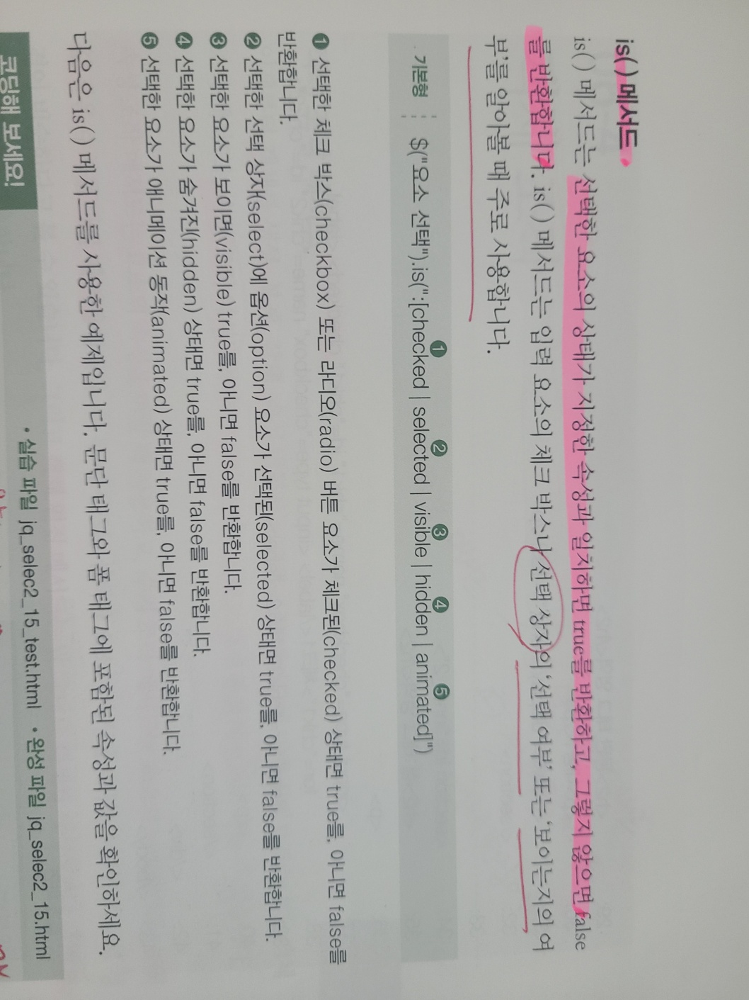 is( ) 메서드
is( ) 메서드는 선택한 요소의 상태가 지정한 속성과 일치하면 true를 반환하고, 그렇지 않으면 false
를 반환합니다. is( ) 메서드는 입력 요소의 체크 박스나 선택 상자의 ‘선택 여부’ 또는 ‘보이는지의 여
부’를 알아볼 때 주로 사용합니다.
❶ ❷ ❸ ❹ ❺
기본형 $("요소 선택").is(":[checked | selected | visible | hidden | animated]")
❶ 선택한 체크 박스(checkbox) 또는 라디오(radio) 버튼 요소가 체크된(checked) 상태면 true를, 아니면 false를
반환합니다.
❷ 선택한 선택 상자(select)에 옵션(option) 요소가 선택된(selected) 상태면 true를, 아니면 false를 반환합니다.
❸ 선택한 요소가 보이면(visible) true를, 아니면 false를 반환합니다.
❹ 선택한 요소가 숨겨진(hidden) 상태면 true를, 아니면 false를 반환합니다.
❺ 선택한 요소가 애니메이션 동작(animated) 상태면 true를, 아니면 false를 반환합니다.
다음은 is( ) 메서드를 사용한 예제입니다. 문단 태그와 폼 태그에 포함된 속성과 값을 확인하세요.
코딩해 보세요! • 실습 파일 jq_selec2_15_test.html • 완성 파일 jq_selec2_15.html